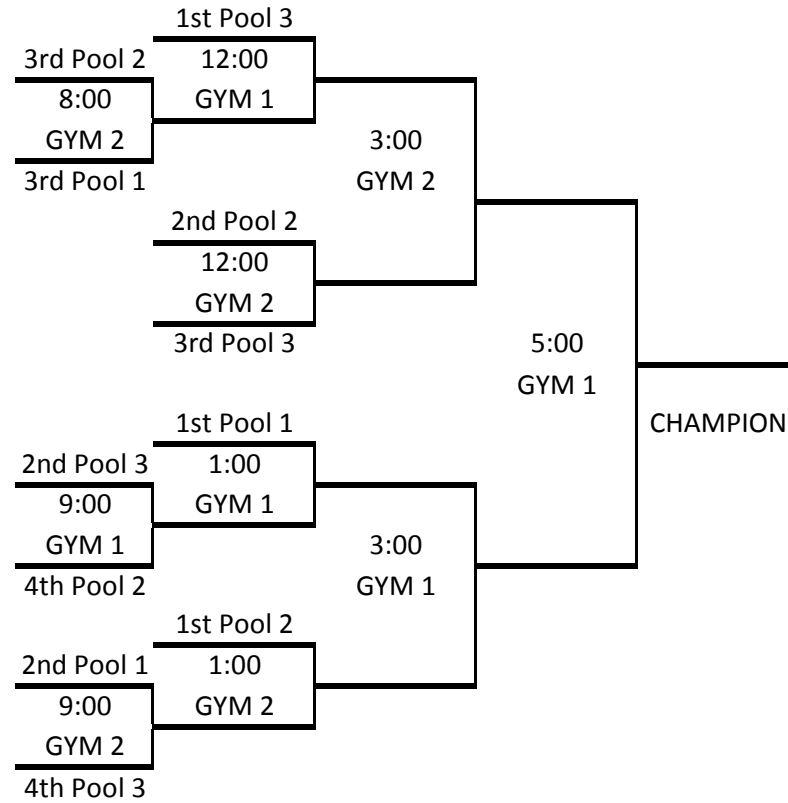 1st Pool 3
3rd Pool 2
12:00
8:00
GYM 1
GYM 2
3:00
3rd Pool 1
GYM 2
2nd Pool 2
12:00
GYM 2
3rd Pool 3
5:00
GYM 1
1st Pool 1
CHAMPION
2nd Pool 3
1:00
9:00
GYM 1
GYM 1
3:00
4th Pool 2
GYM 1
1st Pool 2
2nd Pool 1
1:00
9:00
GYM 2
GYM 2
4th Pool 3